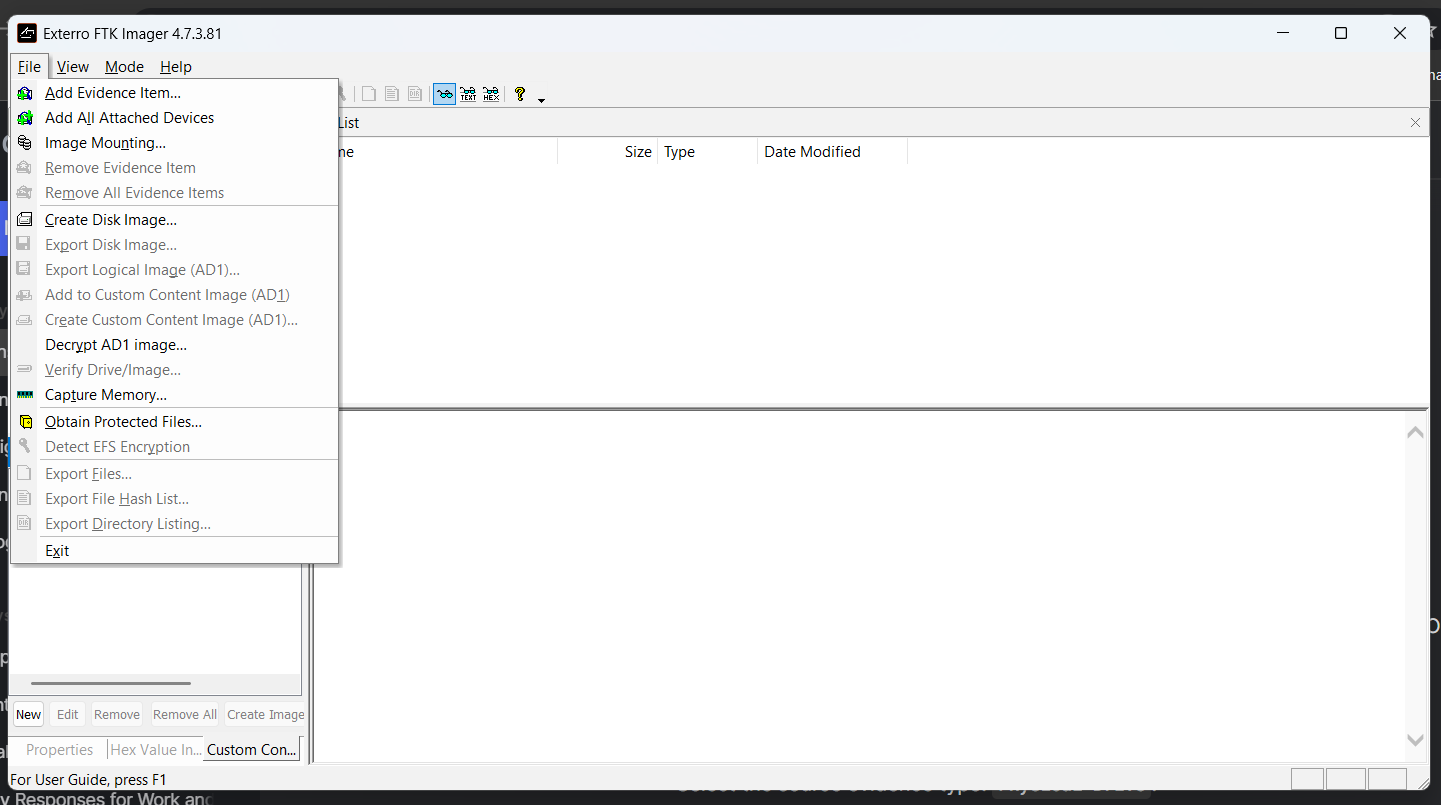 Exterro FTK Imager 4.7.3.81
File View Mode Help
Add Evidence Item...
Add All Attached Devices
Image Mounting...
Remove Evidence Item
Remove All Evidence Items
Create Disk Image...
Export Disk Image...
Export Logical Image (AD1)...
Add to Custom Content Image (AD1)
Create Custom Content Image (AD1)...
Decrypt AD1 image...
Verify Drive/Image...
Capture Memory...
Obtain Protected Files...
Detect EFS Encryption
Export Files...
Export File Hash List...
Export Directory Listing...
Exit
DIR TEXT HEX
List
me Size Type Date Modified
New Edit Remove Remove All Create Image
Properties Hex Value In... Custom Con...
For User Guide, press F1
y Responses for Work and